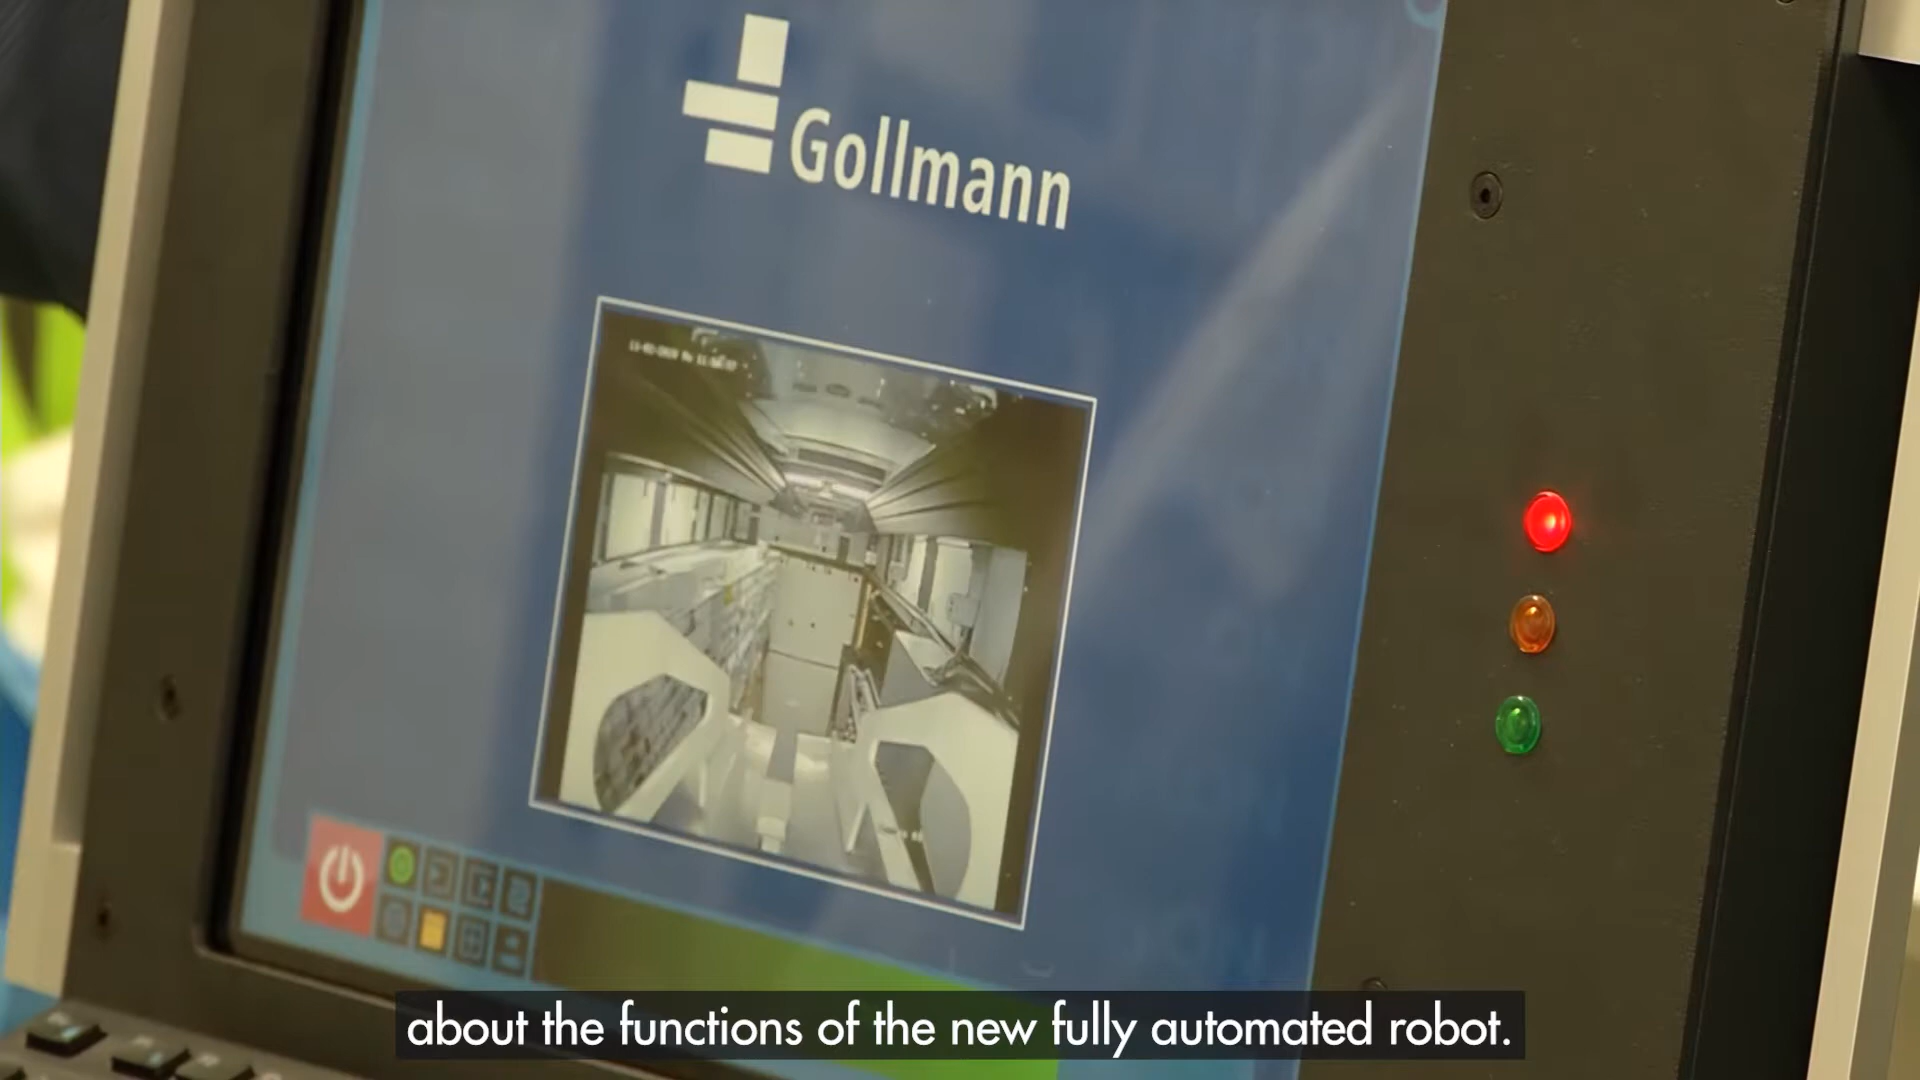 Gollmann
about the functions of the new fully automated robot.